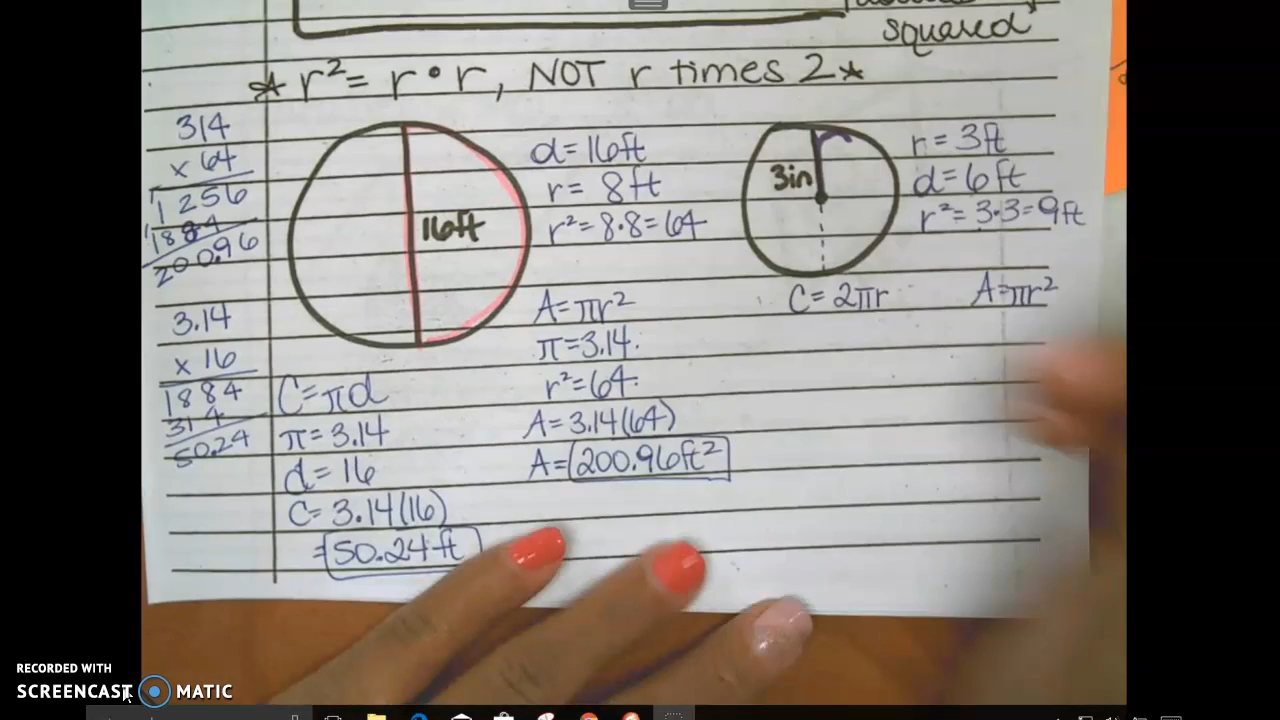 squared
* r² = r • r, NOT r times 2 *
314
x 64
1256
1884
200.96
3.14
x 16
1884
314
50.24
16ft
d = 16ft
r = 8ft
r² = 8·8 = 64
C = πd
π = 3.14
d = 16
C = 3.14(16)
= 50.24 ft
A = πr²
π = 3.14.
r² = 64.
A = 3.14(64)
A = 200.96ft²
3in
r = 3ft
d = 6ft
r² = 3·3 = 9ft
C = 2πr
A = πr²
RECORDED WITH
SCREENCAST MATIC